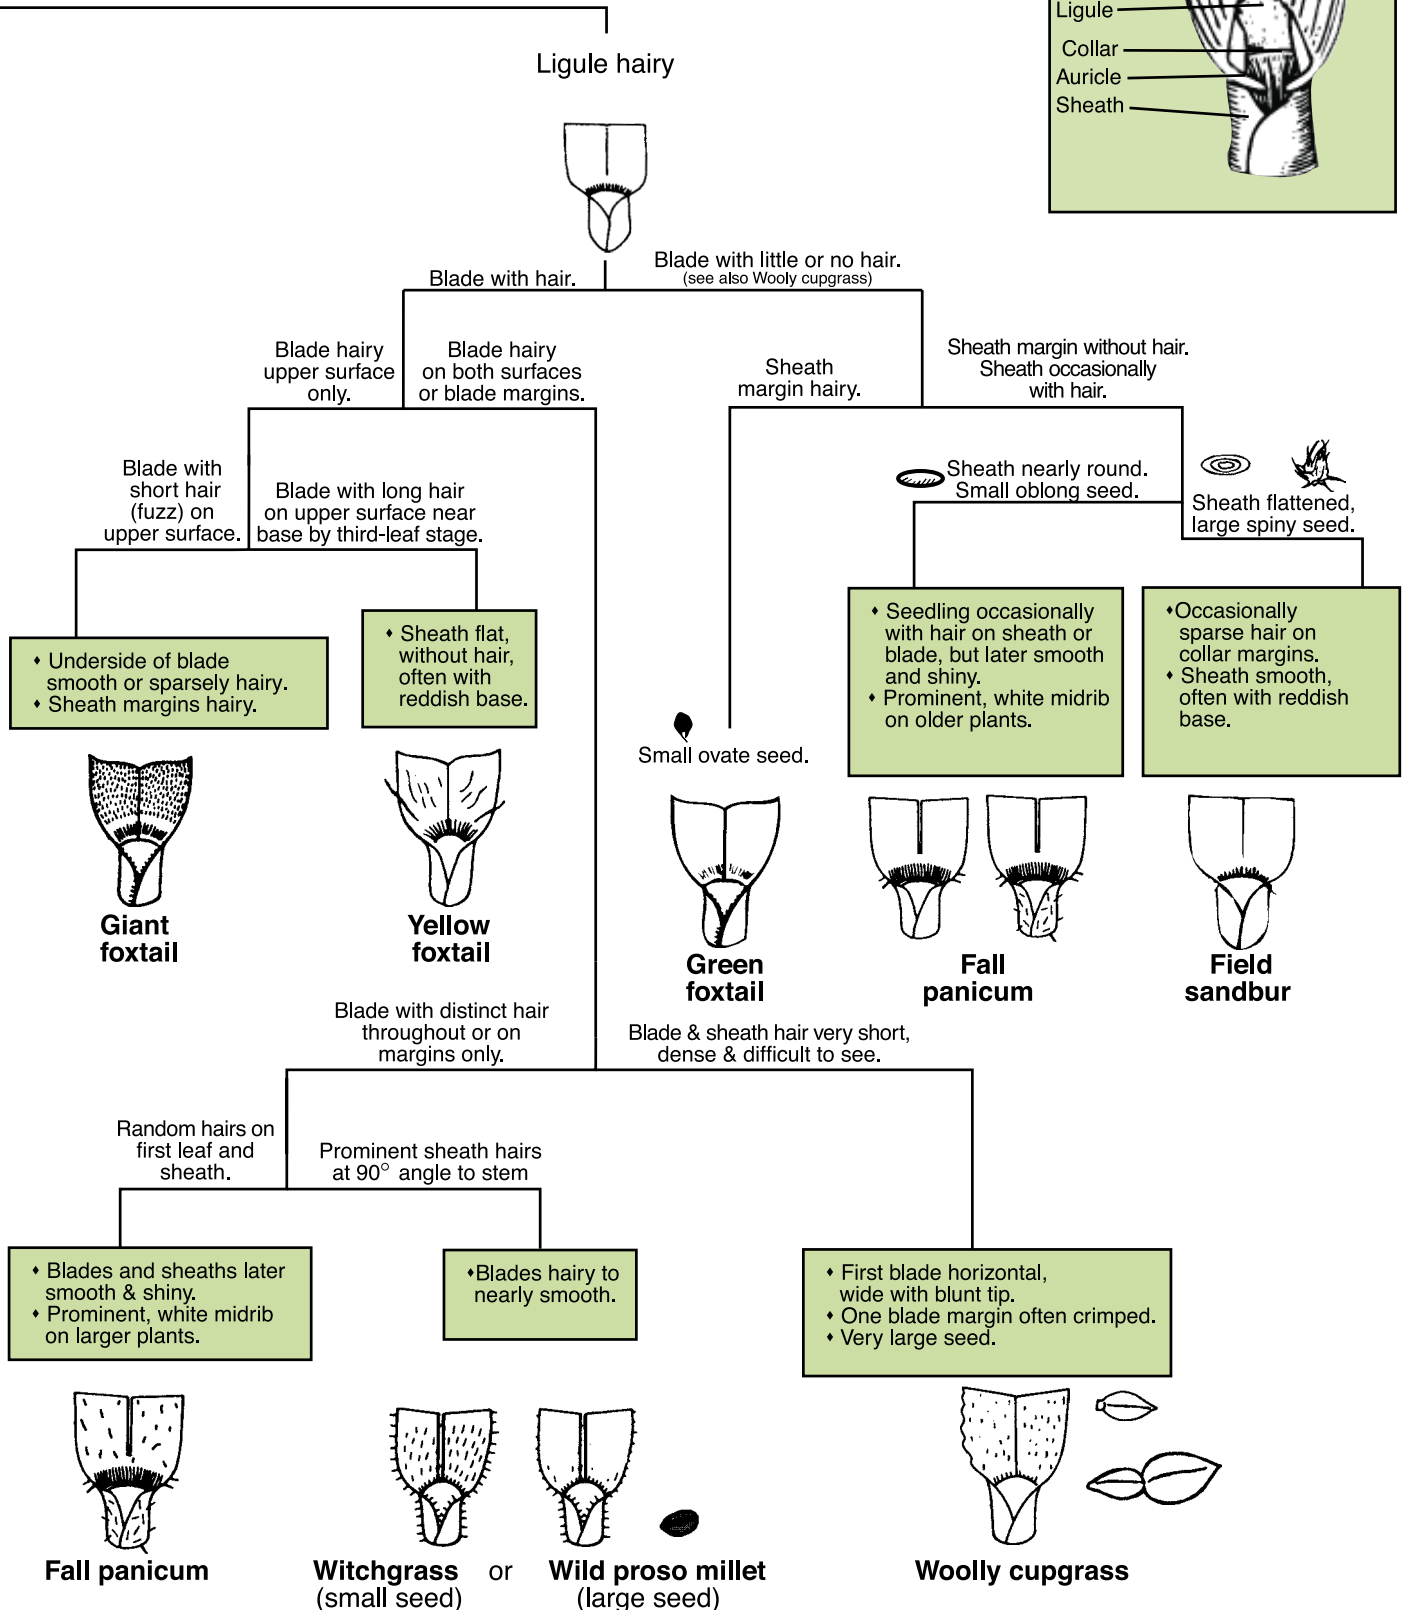 Ligule
Collar
Auricle
Sheath
Ligule hairy
Blade with hair.
Blade with little or no hair.
(see also Wooly cupgrass)
Blade hairy
upper surface
only.
Blade hairy
on both surfaces
or blade margins.
Sheath
margin hairy.
Sheath margin without hair.
Sheath occasionally
with hair.
Blade with
short hair
(fuzz) on
upper surface.
Blade with long hair
on upper surface near
base by third-leaf stage.
Sheath nearly round.
Small oblong seed.
Sheath flattened,
large spiny seed.
♦ Underside of blade
smooth or sparsely hairy.
♦ Sheath margins hairy.
♦ Sheath flat,
without hair,
often with
reddish base.
Small ovate seed.
♦ Seedling occasionally
with hair on sheath or
blade, but later smooth
and shiny.
♦ Prominent, white midrib
on older plants.
♦Occasionally
sparse hair on
collar margins.
♦ Sheath smooth,
often with reddish
base.
Giant
foxtail
Yellow
foxtail
Green
foxtail
Fall
panicum
Field
sandbur
Blade with distinct hair
throughout or on
margins only.
Blade & sheath hair very short,
dense & difficult to see.
Random hairs on
first leaf and
sheath.
Prominent sheath hairs
at 90° angle to stem
♦ Blades and sheaths later
smooth & shiny.
♦ Prominent, white midrib
on larger plants.
♦Blades hairy to
nearly smooth.
♦ First blade horizontal,
wide with blunt tip.
♦ One blade margin often crimped.
♦ Very large seed.
Fall panicum
Witchgrass or Wild proso millet
(small seed) (large seed)
Woolly cupgrass